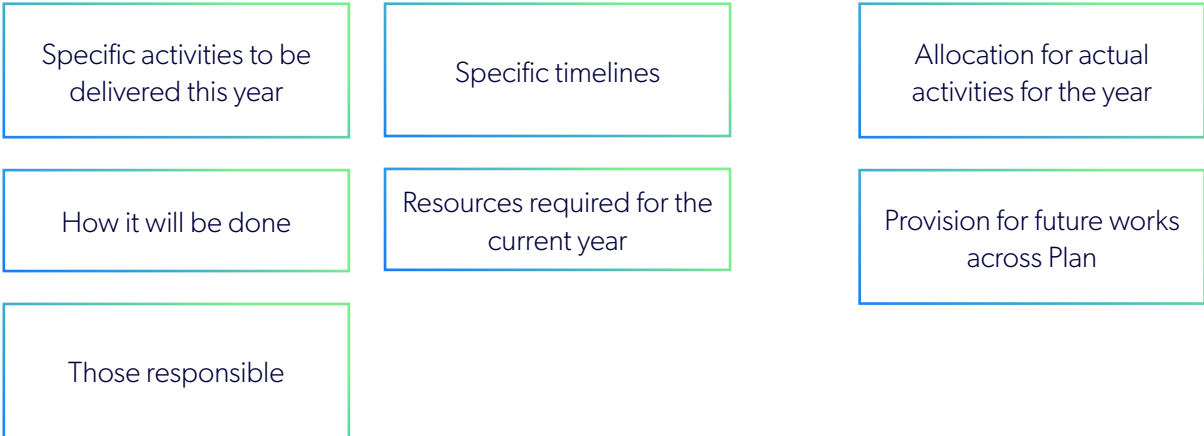 Specific activities to be
delivered this year
Specific timelines
Allocation for actual
activities for the year
How it will be done
Resources required for the
current year
Provision for future works
across Plan
Those responsible